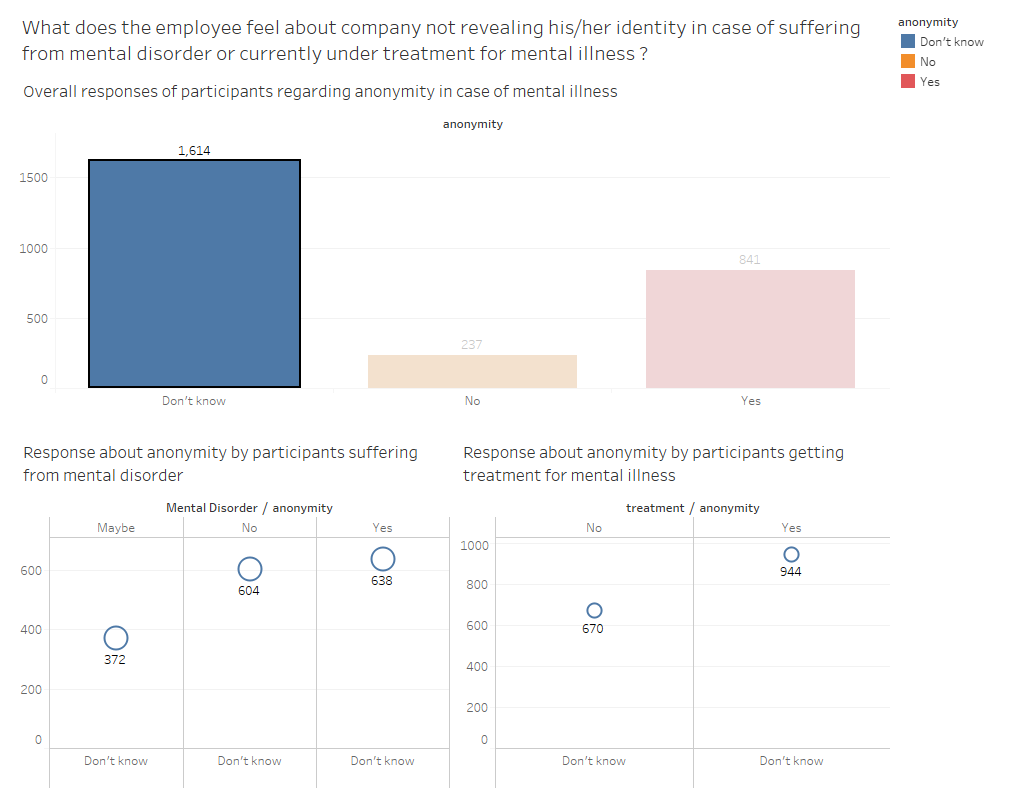 What does the employee feel about company not revealing his/her identity in case of suffering
from mental disorder or currently under treatment for mental illness ?
anonymity
Don't know
No
Yes
Overall responses of participants regarding anonymity in case of mental illness
anonymity
1,614
1500
1000
841
500
237
0
Don't know No Yes
Response about anonymity by participants suffering
from mental disorder
Mental Disorder / anonymity
Maybe No Yes
600
638
604
400
372
200
0
Don't know Don't know Don't know
Response about anonymity by participants getting
treatment for mental illness
treatment / anonymity
No Yes
1000
944
800
670
600
400
200
0
Don't know Don't know